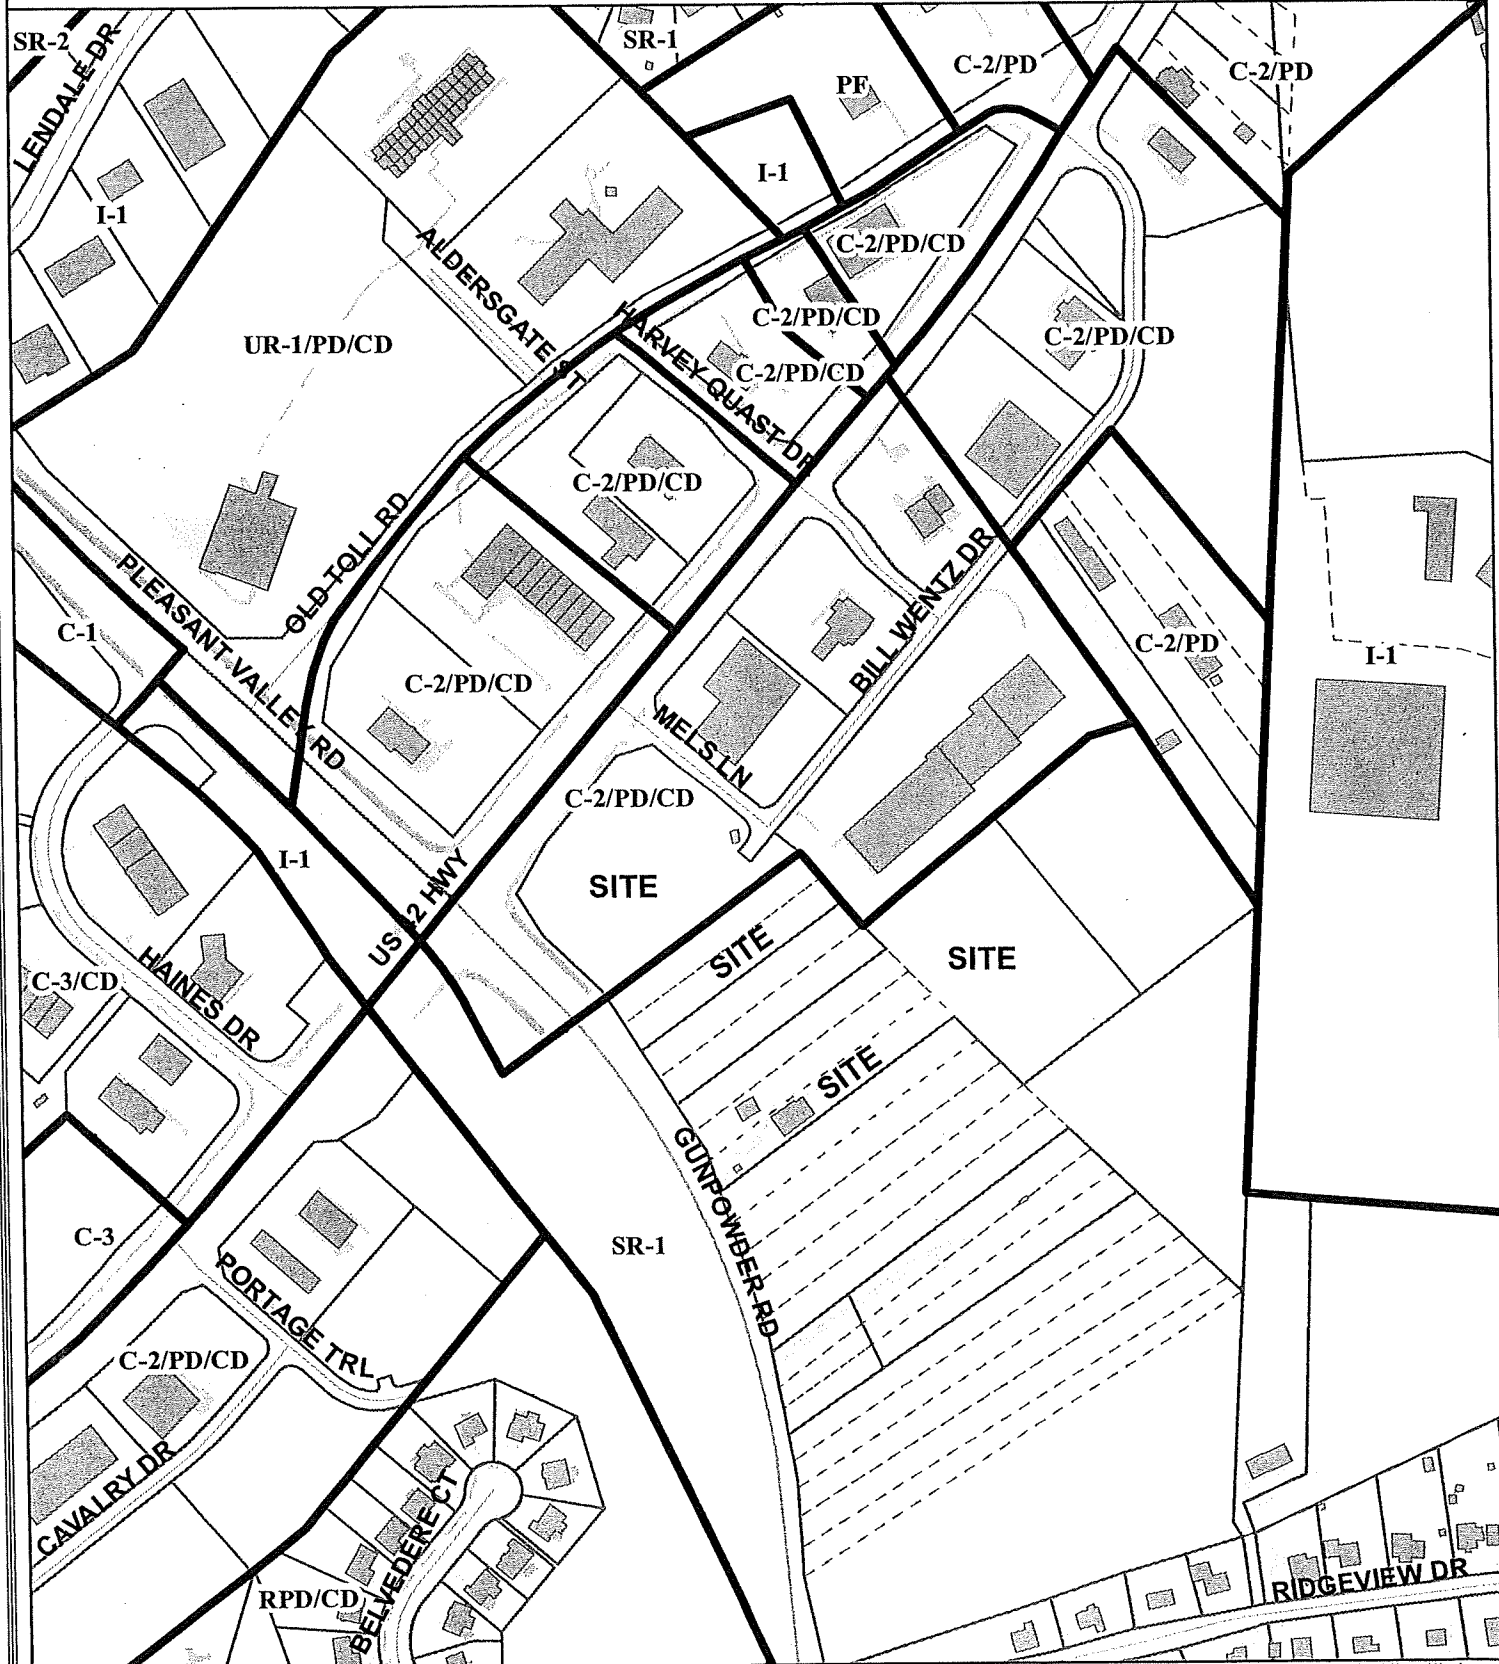 SR-2
SR-1
C-2/PD
C-2/PD
PF
LENDALE DR
I-1
I-1
C-2/PD/CD
ALDERSGATE ST
HARVEY QUAST DR
C-2/PD/CD
C-2/PD/CD
UR-1/PD/CD
C-2/PD/CD
C-2/PD/CD
OLD TOLL RD
PLEASANT VALLEY RD
BILL WENTZ DR
C-1
C-2/PD
I-1
C-2/PD/CD
MELS LN
C-2/PD/CD
I-1
SITE
US 42 HWY
SITE
SITE
C-3/CD
HAINES DR
SITE
GUNPOWDER RD
C-3
SR-1
PORTAGE TRL
C-2/PD/CD
CAVALRY DR
BELVEDERE CT
RPD/CD
RIDGEVIEW DR